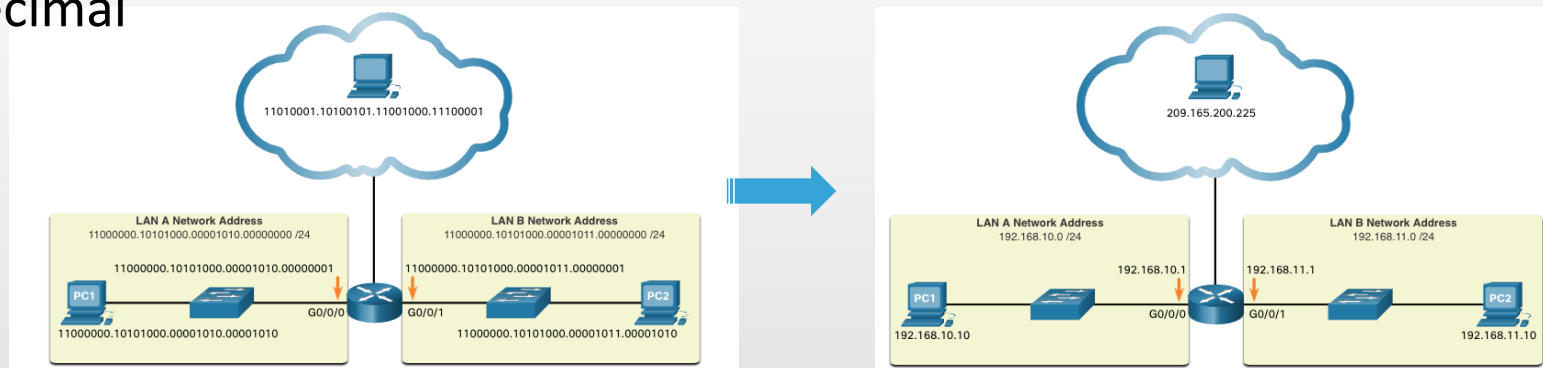 ecimal
11010001.10100101.11001000.11100001
LAN A Network Address
11000000.10101000.00001010.00000000 /24
11000000.10101000.00001010.00000001
PC1
G0/0/0
11000000.10101000.00001010.00001010
LAN B Network Address
11000000.10101000.00001011.00000000 /24
11000000.10101000.00001011.00000001
PC2
G0/0/1
11000000.10101000.00001011.00001010
209.165.200.225
LAN A Network Address
192.168.10.0 /24
192.168.10.1
PC1
G0/0/0
192.168.10.10
LAN B Network Address
192.168.11.0 /24
192.168.11.1
PC2
G0/0/1
192.168.11.10